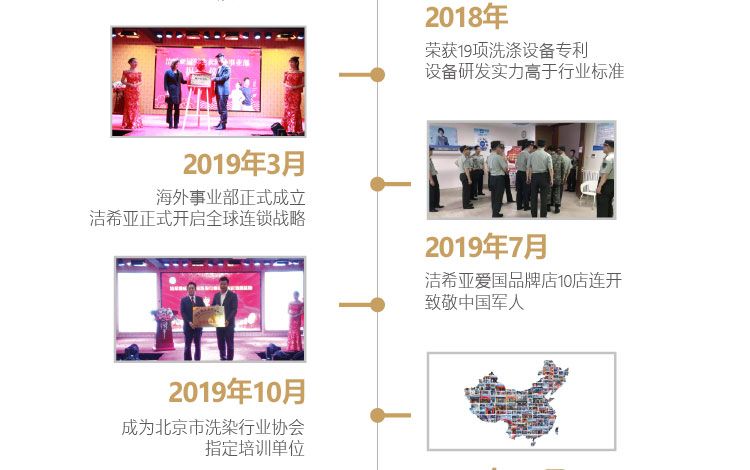 2018年
荣获19项洗涤设备专利
设备研发实力高于行业标准
2019年3月
海外事业部正式成立
洁希亚正式开启全球连锁战略
2019年7月
洁希亚爱国品牌店10店连开
致敬中国军人
2019年10月
成为北京市洗染行业协会
指定培训单位